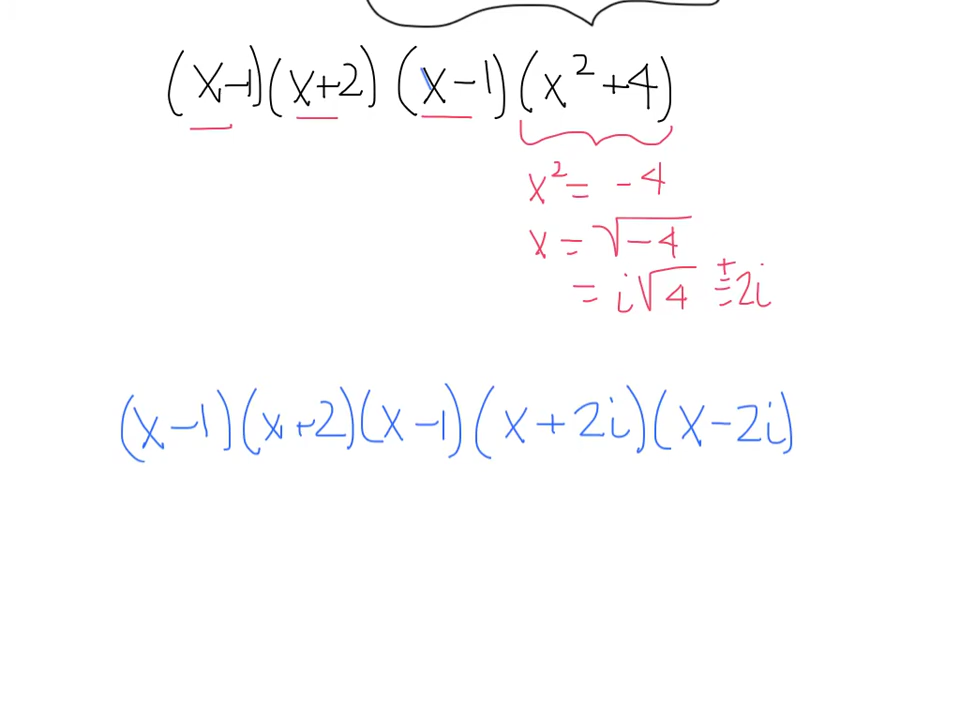 (x-1)(x+2) (x-1)(x²+4)
x² = -4
x = √-4
= i√4 ±= 2i
(x-1)(x+2)(x-1)(x+2i)(x-2i)